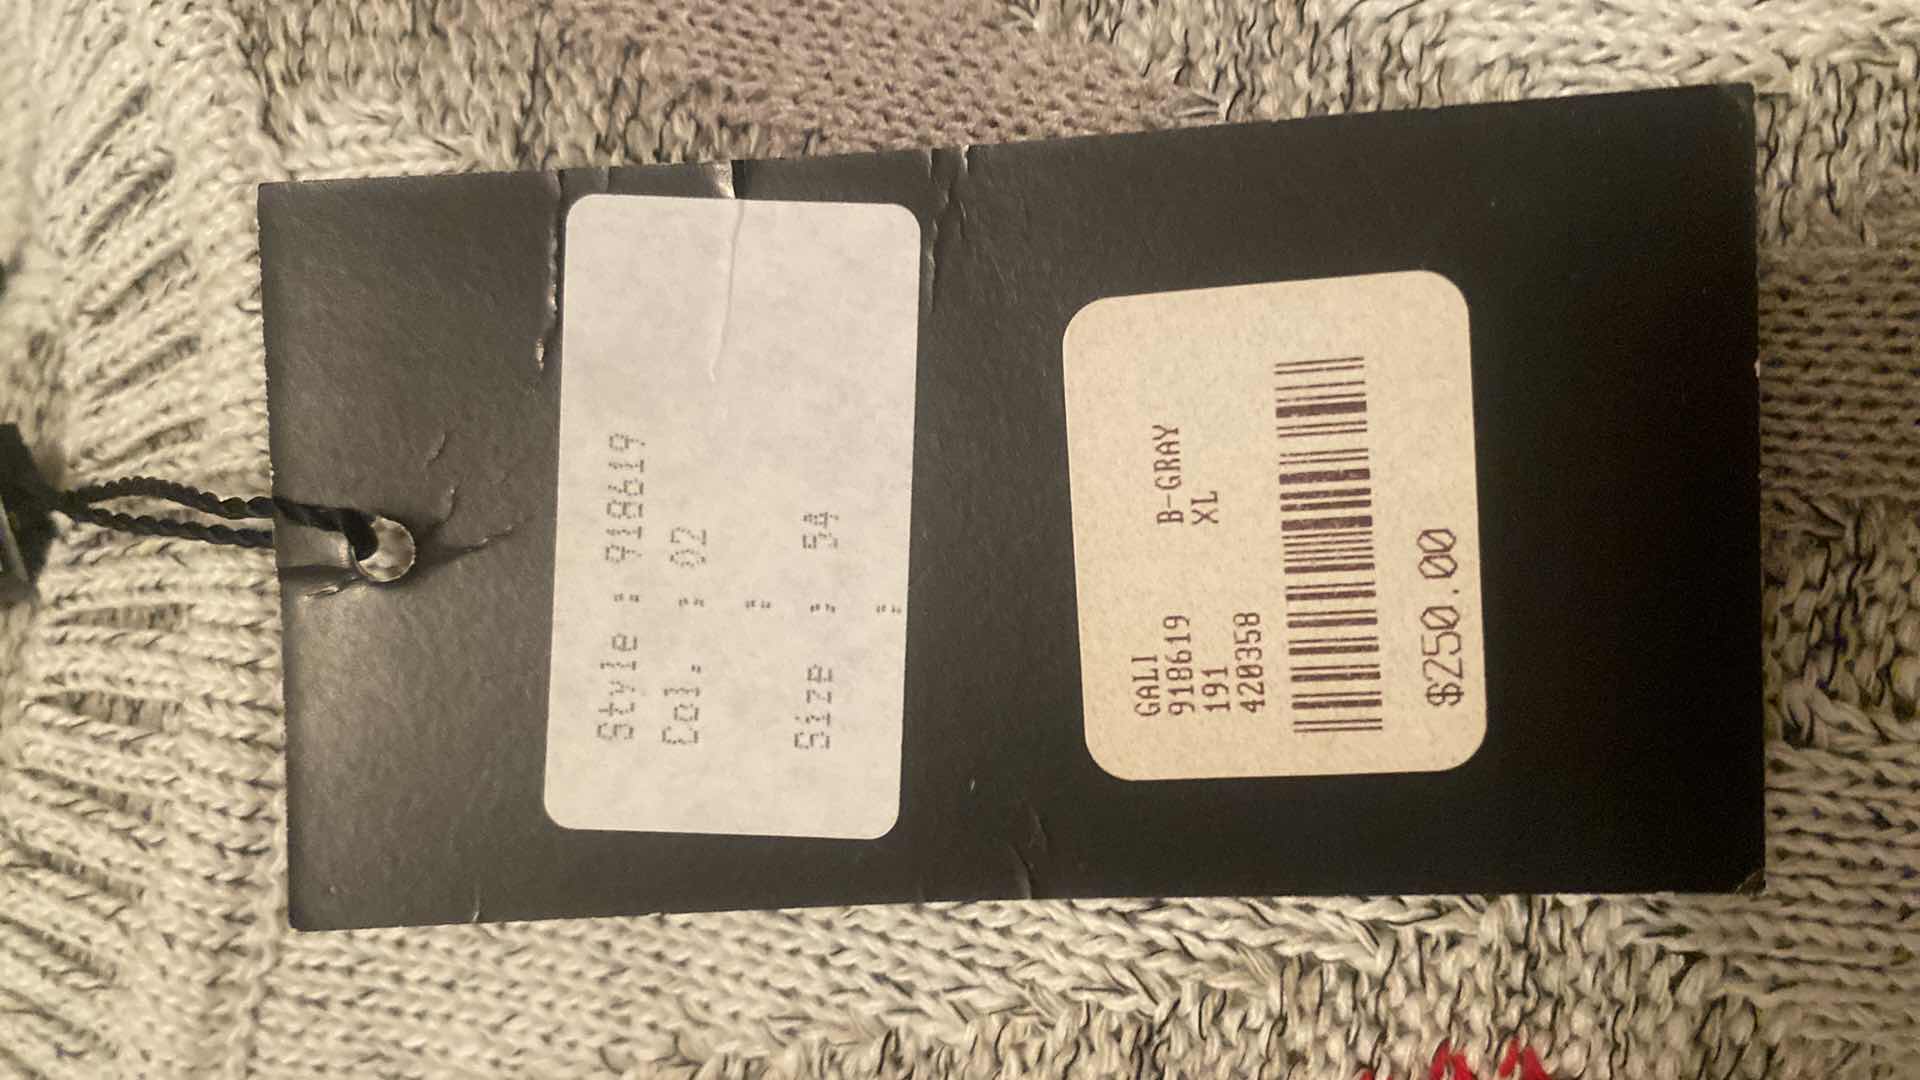 Style : 918619
Col. : 02
:
Size : 54
:
GALI
918619 B-GRAY
191 XL
420358
$250.00